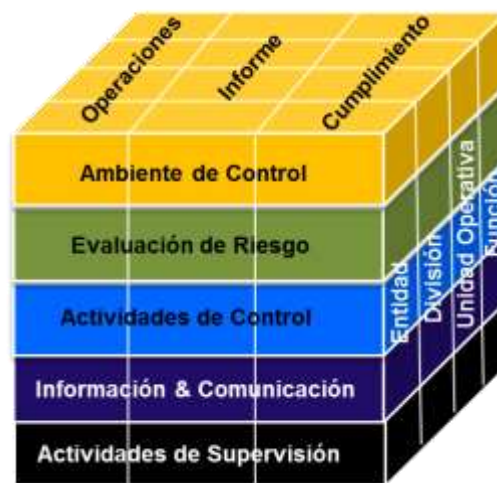 Operaciones
Informe
Cumplimiento
Ambiente de Control
Evaluación de Riesgo
Actividades de Control
Información & Comunicación
Actividades de Supervisión
Entidad
División
Unidad Operativa
Función